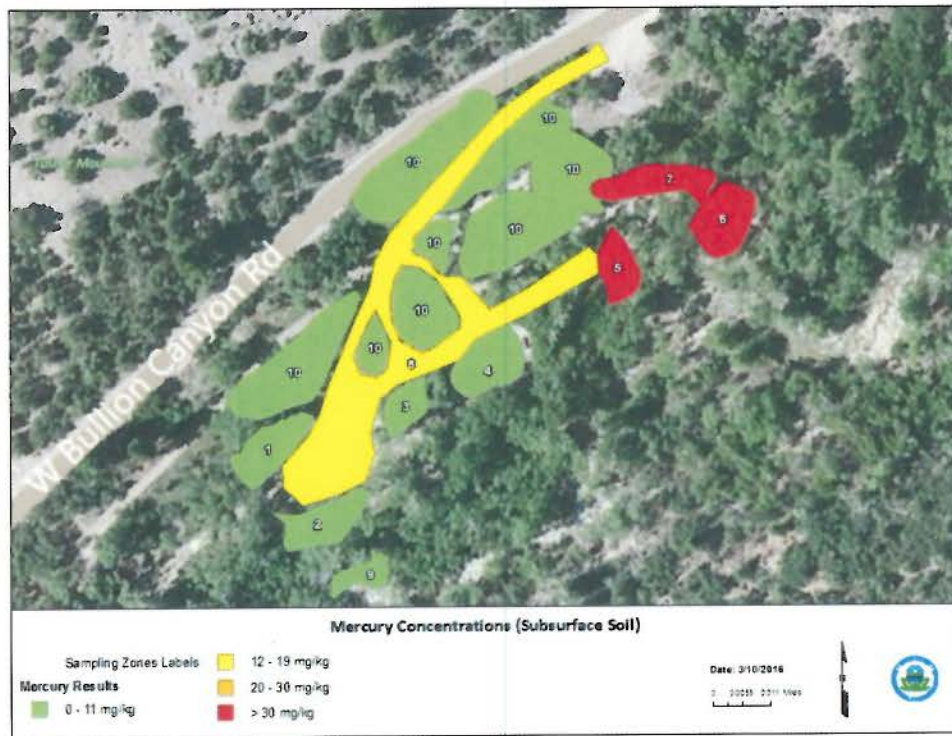 10
10
10
7
6
10
10
5
10
10
8
4
10
3
1
2
9
W Bullion Canyon Rd
Mercury Concentrations (Subsurface Soil)
Sampling Zones Labels
Mercury Results
0 - 11 mg/kg
12 - 19 mg/kg
20 - 30 mg/kg
> 30 mg/kg
Date: 3/10/2016
N